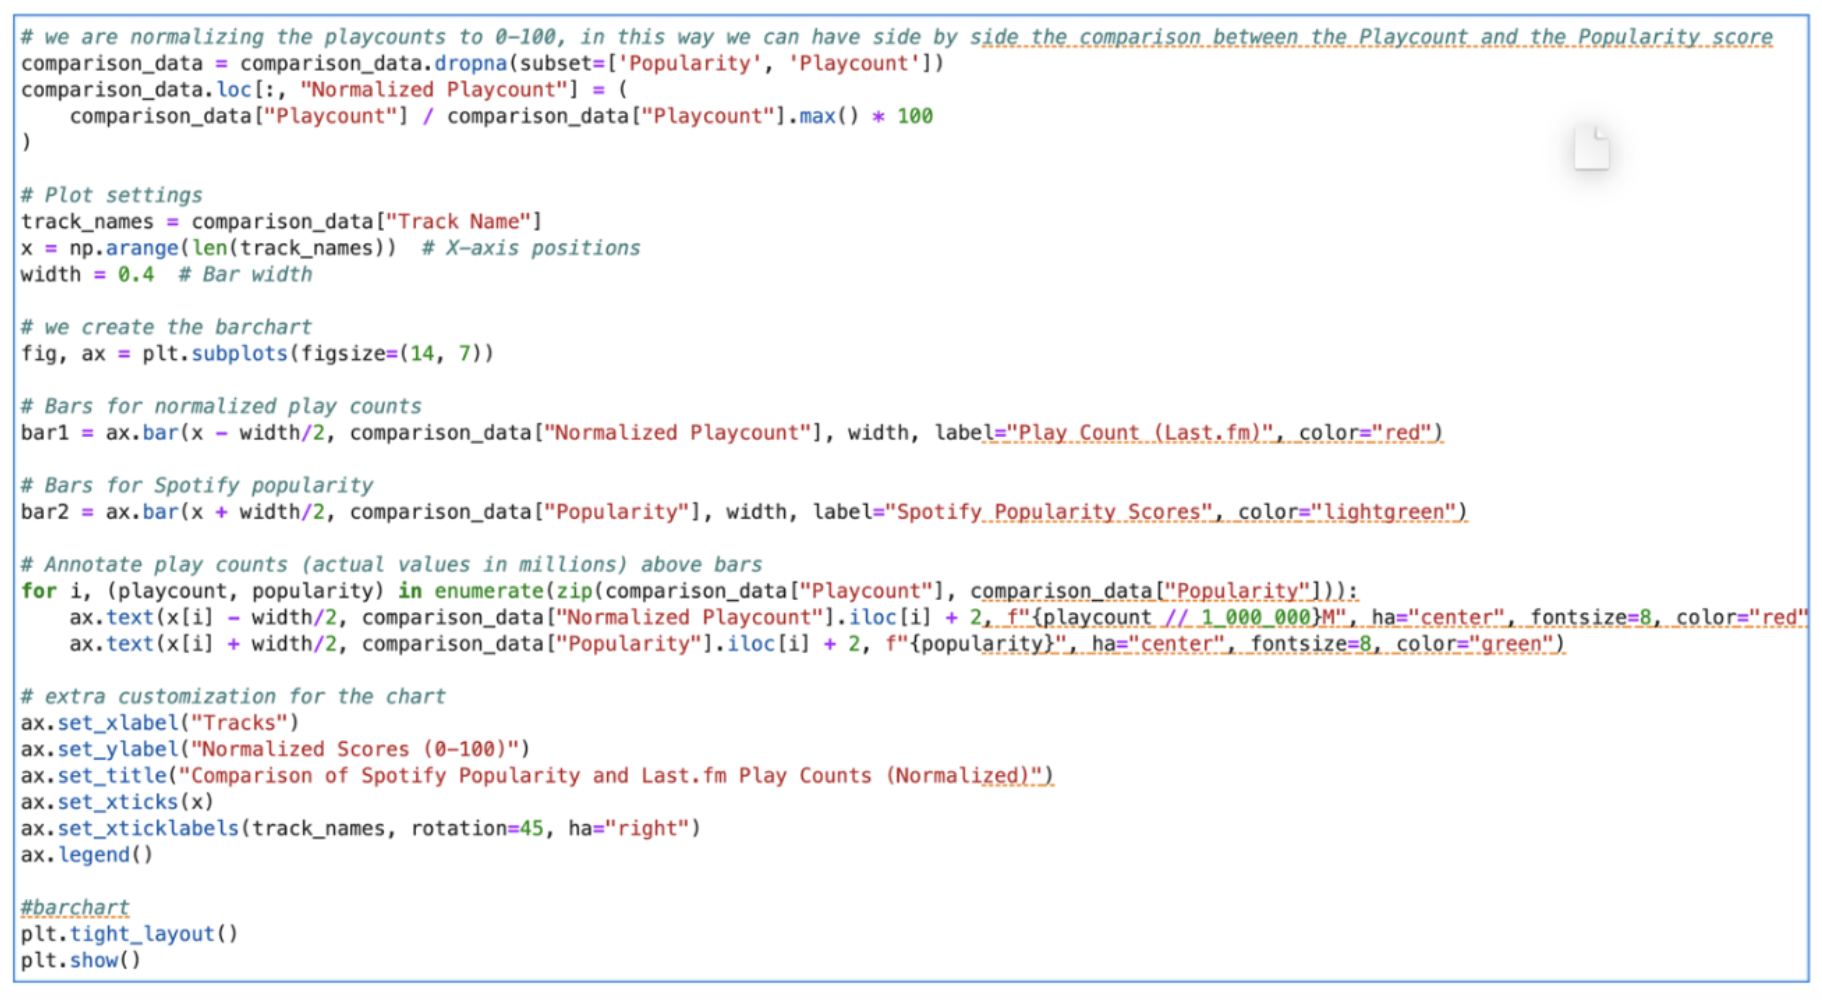 # we are normalizing the playcounts to 0-100, in this way we can have side by side the comparison between the Playcount and the Popularity score
comparison_data = comparison_data.dropna(subset=['Popularity', 'Playcount'])
comparison_data.loc[:, "Normalized Playcount"] = (
    comparison_data["Playcount"] / comparison_data["Playcount"].max() * 100
)
# Plot settings
track_names = comparison_data["Track Name"]
x = np.arange(len(track_names))  # X-axis positions
width = 0.4  # Bar width
# we create the barchart
fig, ax = plt.subplots(figsize=(14, 7))
# Bars for normalized play counts
bar1 = ax.bar(x - width/2, comparison_data["Normalized Playcount"], width, label="Play Count (Last.fm)", color="red")
# Bars for Spotify popularity
bar2 = ax.bar(x + width/2, comparison_data["Popularity"], width, label="Spotify Popularity Scores", color="lightgreen")
# Annotate play counts (actual values in millions) above bars
for i, (playcount, popularity) in enumerate(zip(comparison_data["Playcount"], comparison_data["Popularity"])):
    ax.text(x[i] - width/2, comparison_data["Normalized Playcount"].iloc[i] + 2, f"{playcount // 1_000_000}M", ha="center", fontsize=8, color="red"
    ax.text(x[i] + width/2, comparison_data["Popularity"].iloc[i] + 2, f"{popularity}", ha="center", fontsize=8, color="green")
# extra customization for the chart
ax.set_xlabel("Tracks")
ax.set_ylabel("Normalized Scores (0-100)")
ax.set_title("Comparison of Spotify Popularity and Last.fm Play Counts (Normalized)")
ax.set_xticks(x)
ax.set_xticklabels(track_names, rotation=45, ha="right")
ax.legend()
#barchart
plt.tight_layout()
plt.show()